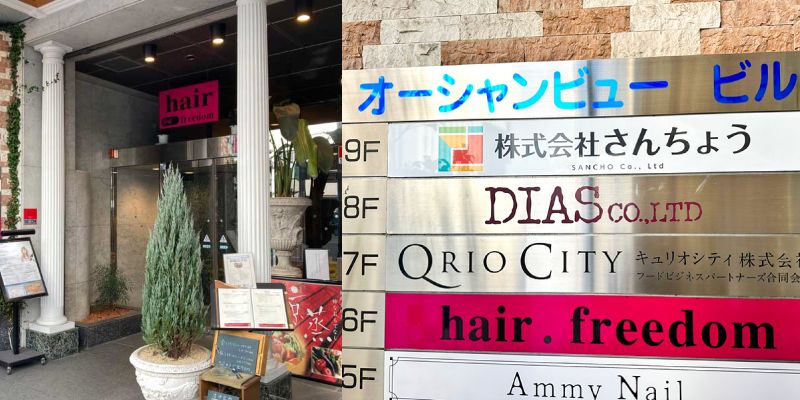 hair
freedom
蒸
オーシャンビュー ビル
9F 株式会社さんちょう
SANCHO Co., Ltd
8F DIAS CO.,LTD
7F QRIO CITY キュリオシティ株式会
フードビジネスパートナーズ合同会
6F hair . freedom
5F Ammy Nail